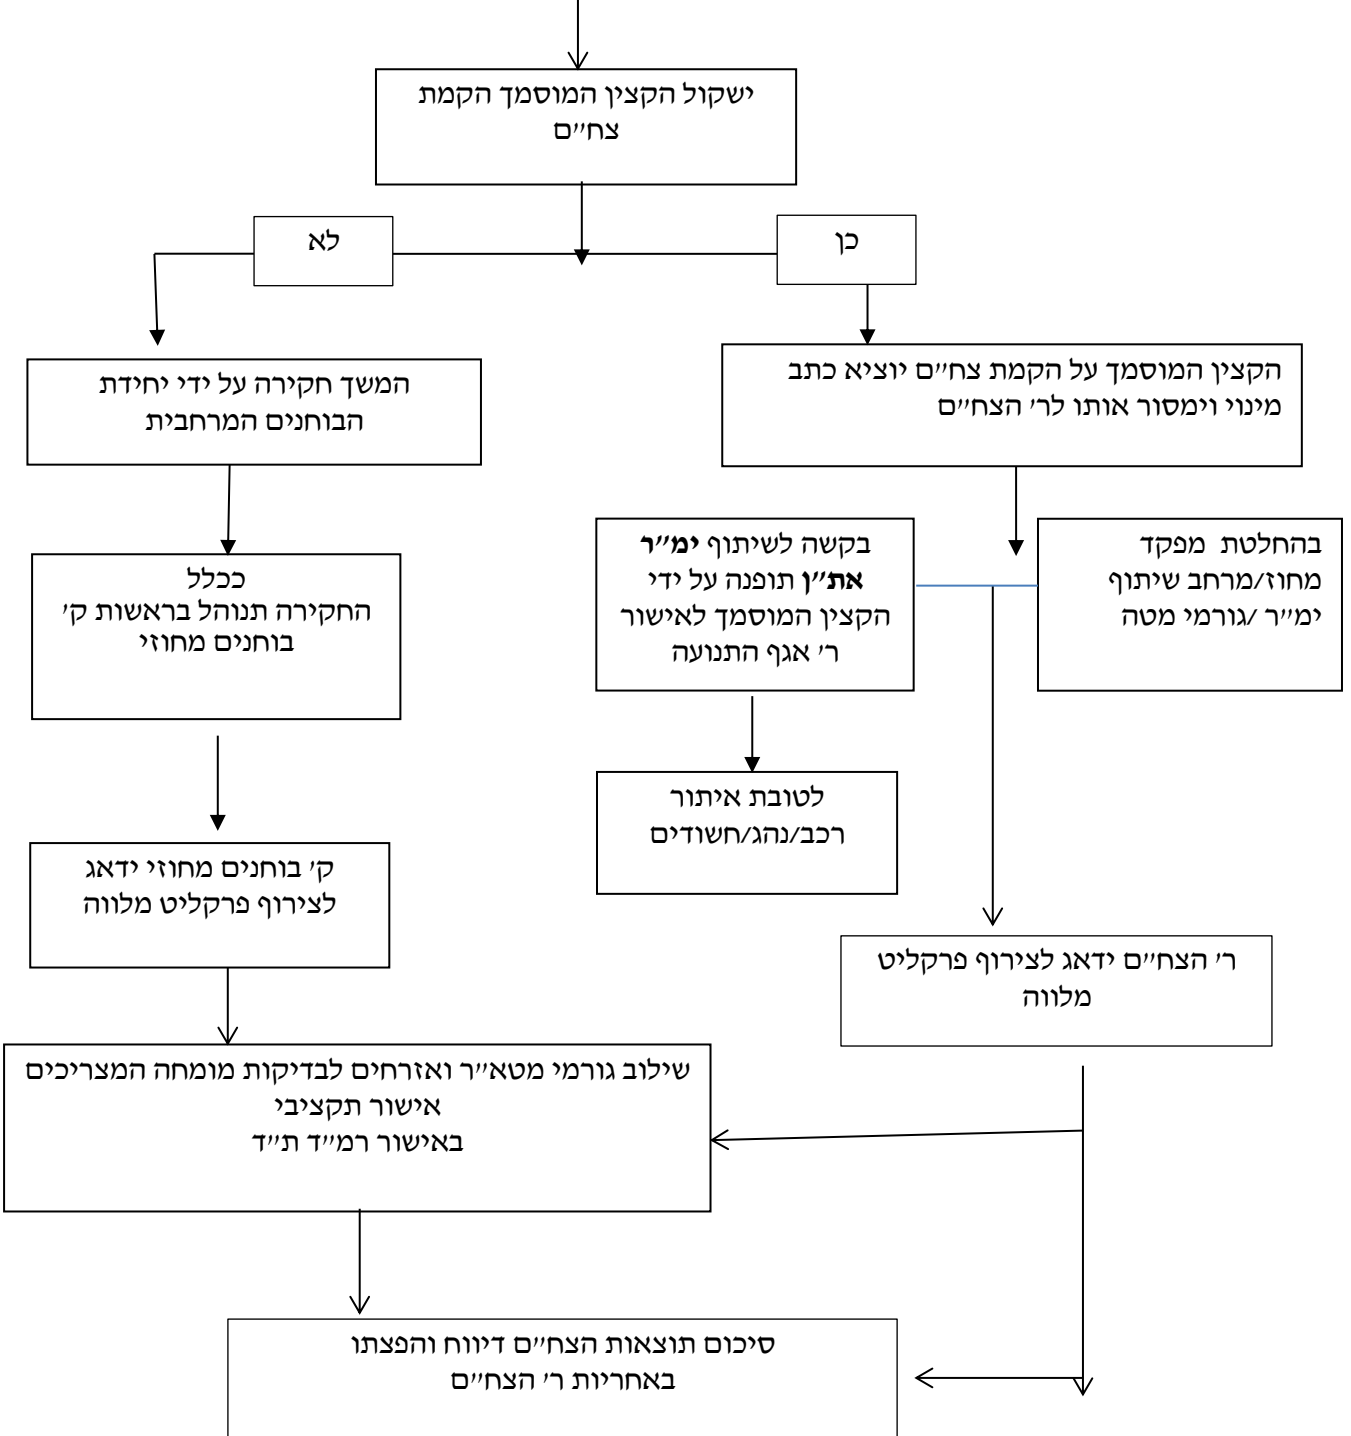 ישקול הקצין המוסמך הקמת
צח"ם
כן
לא
הקצין המוסמך על הקמת צח"ם יוציא כתב
מינוי וימסור אותו לר' הצח"ם
המשך חקירה על ידי יחידת
הבוחנים המרחבית
בהחלטת מפקד
מחוז/מרחב שיתוף
ימ"ר /גורמי מטה
בקשה לשיתוף ימ"ר
את"ן תופנה על ידי
הקצין המוסמך לאישור
ר' אגף התנועה
ככלל
החקירה תנוהל בראשות ק'
בוחנים מחוזי
לטובת איתור
רכב/נהג/חשודים
ק' בוחנים מחוזי ידאג
לצירוף פרקליט מלווה
ר' הצח"ם ידאג לצירוף פרקליט
מלווה
שילוב גורמי מטא"ר ואזרחים לבדיקות מומחה המצריכים
אישור תקציבי
באישור רמ"ד ת"ד
סיכום תוצאות הצח"ם דיווח והפצתו
באחריות ר' הצח"ם